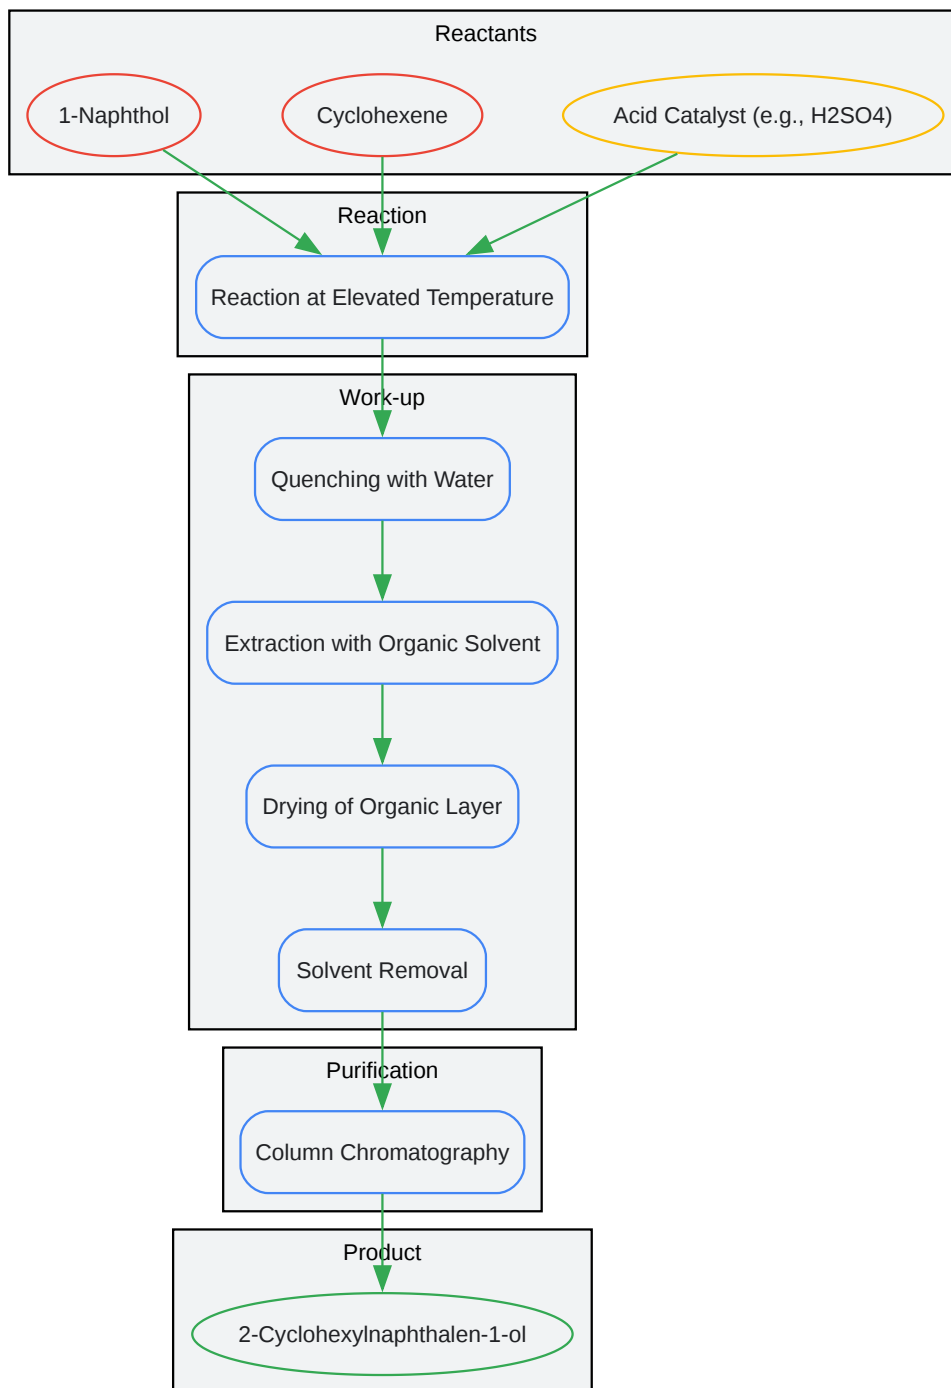 Reactants
1-Naphthol
Cyclohexene
Acid Catalyst (e.g., H2SO4)
Reaction
Reaction at Elevated Temperature
Work-up
Quenching with Water
Extraction with Organic Solvent
Drying of Organic Layer
Solvent Removal
Purification
Column Chromatography
Product
2-Cyclohexylnaphthalen-1-ol